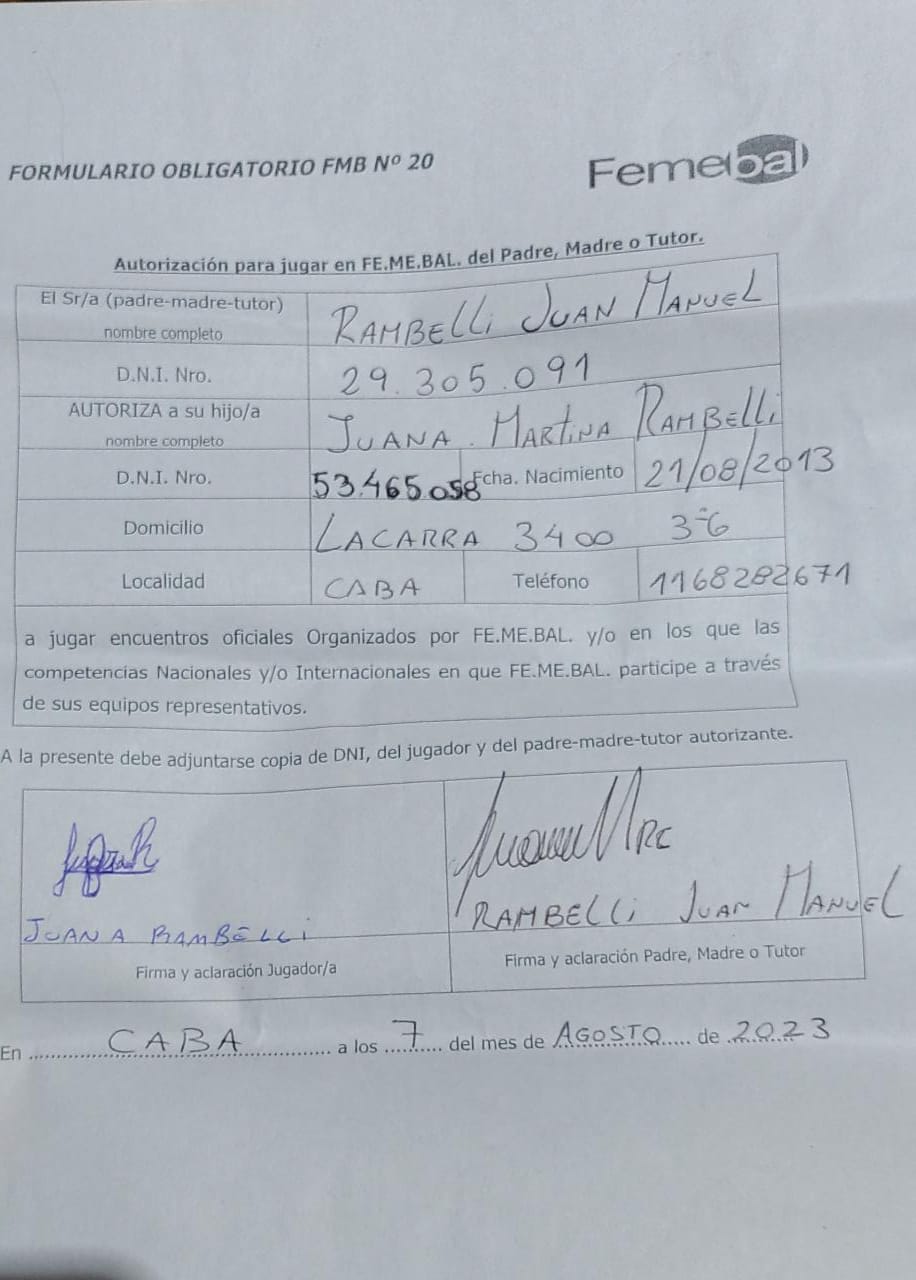 FORMULARIO OBLIGATORIO FMB Nº 20
Femebal
Autorización para jugar en FE.ME.BAL. del Padre, Madre o Tutor.
El Sr/a (padre-madre-tutor)
nombre completo
RAMBELLi JUAN MANUEL
D.N.I. Nro.
29.305.091
AUTORIZA a su hijo/a
nombre completo
JUANA. MARTiNA RAMBELLi
D.N.I. Nro.
53.465.058
Fcha. Nacimiento
21/08/2013
Domicilio
LACARRA 3400 3-6
Localidad
CABA
Teléfono
1168282671
a jugar encuentros oficiales Organizados por FE.ME.BAL. y/o en los que las
competencias Nacionales y/o Internacionales en que FE.ME.BAL. participe a través
de sus equipos representativos.
A la presente debe adjuntarse copia de DNI, del jugador y del padre-madre-tutor autorizante.
JUANA RAMBELLi
Firma y aclaración Jugador/a
RAMBELLi JUAN MANUEL
Firma y aclaración Padre, Madre o Tutor
En CABA a los 7 del mes de AGOSTO de 2023